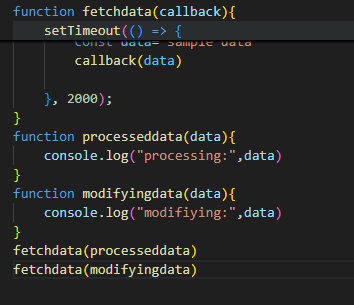 function fetchdata(callback){
setTimeout(() => {
const data= sample data
callback(data)
}, 2000);
}
function processeddata(data){
console.log("processing:",data)
}
function modifyingdata(data){
console.log("modifiying:",data)
}
fetchdata(processeddata)
fetchdata(modifyingdata)